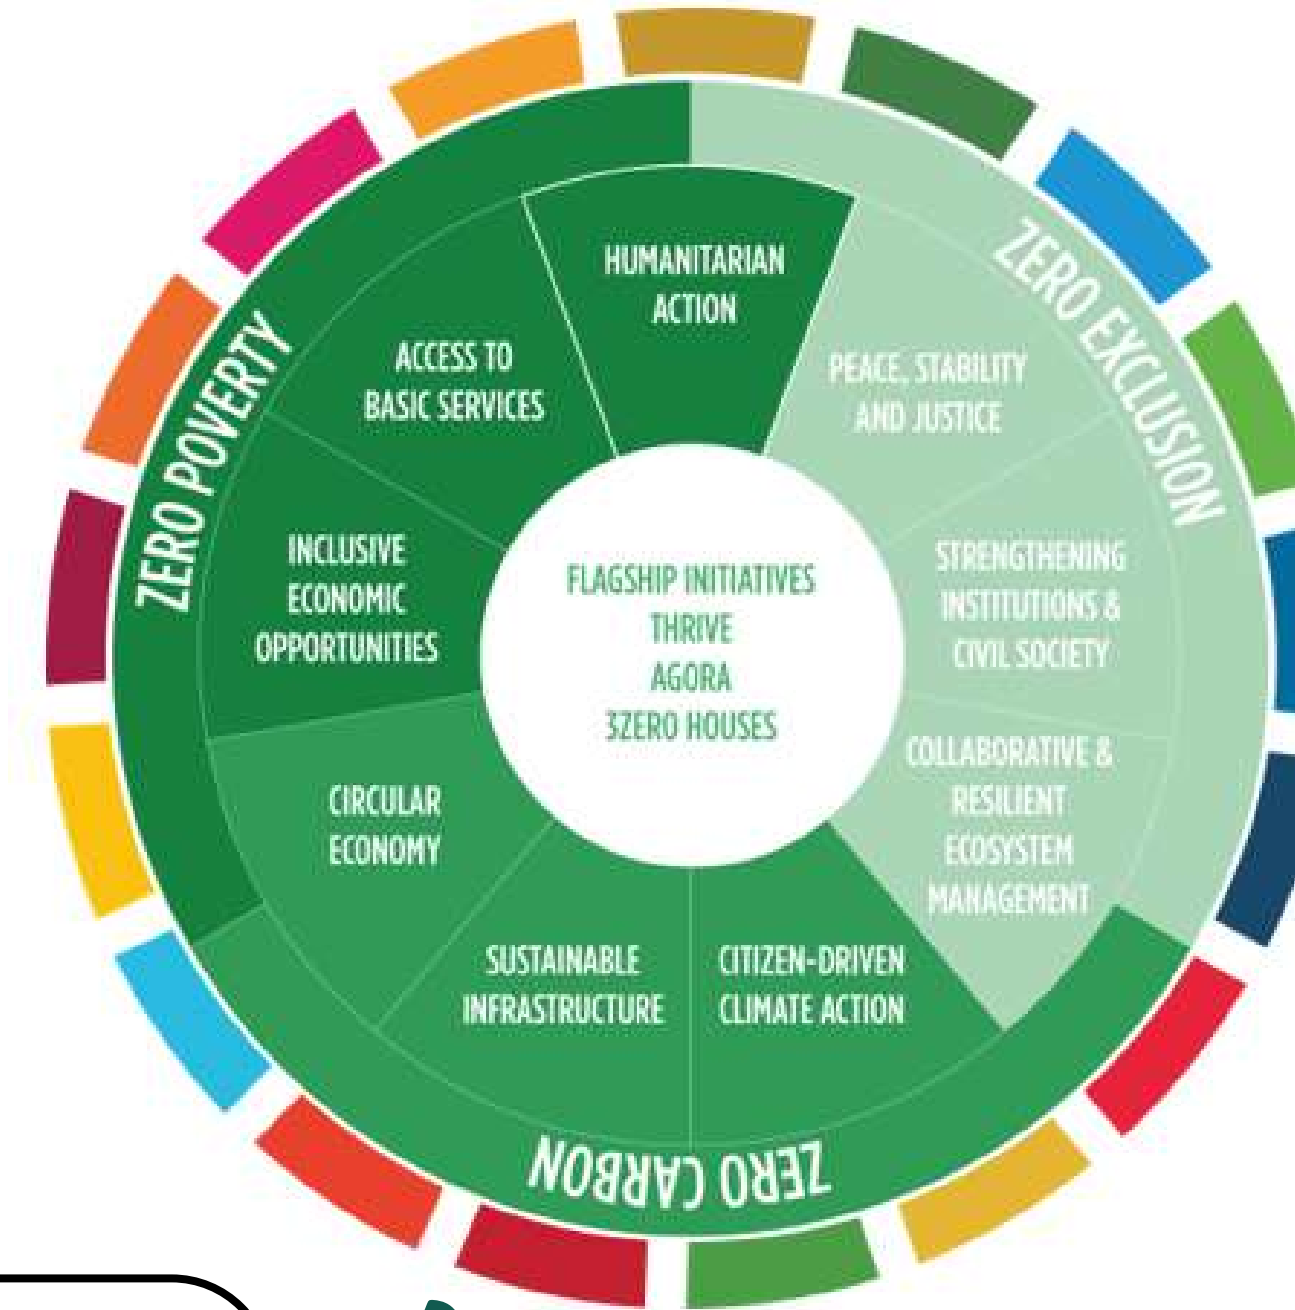 ZERO POVERTY
ZERO EXCLUSION
ZERO CARBON
HUMANITARIAN
ACTION
PEACE, STABILITY
AND JUSTICE
STRENGTHENING
INSTITUTIONS &
CIVIL SOCIETY
COLLABORATIVE &
RESILIENT
ECOSYSTEM
MANAGEMENT
CITIZEN-DRIVEN
CLIMATE ACTION
SUSTAINABLE
INFRASTRUCTURE
CIRCULAR
ECONOMY
INCLUSIVE
ECONOMIC
OPPORTUNITIES
ACCESS TO
BASIC SERVICES
FLAGSHIP INITIATIVES
THRIVE
AGORA
3ZERO HOUSES